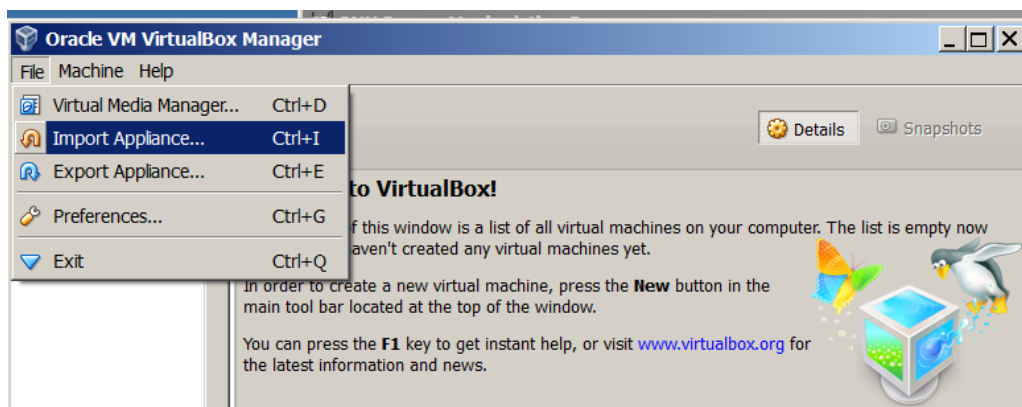 Oracle VM VirtualBox Manager
File Machine Help
Virtual Media Manager... Ctrl+D
Import Appliance... Ctrl+I
Export Appliance... Ctrl+E
Preferences... Ctrl+G
Exit Ctrl+Q
Details Snapshots
to VirtualBox!
f this window is a list of all virtual machines on your computer. The list is empty now
aven't created any virtual machines yet.
In order to create a new virtual machine, press the New button in the
main tool bar located at the top of the window.
You can press the F1 key to get instant help, or visit www.virtualbox.org for
the latest information and news.